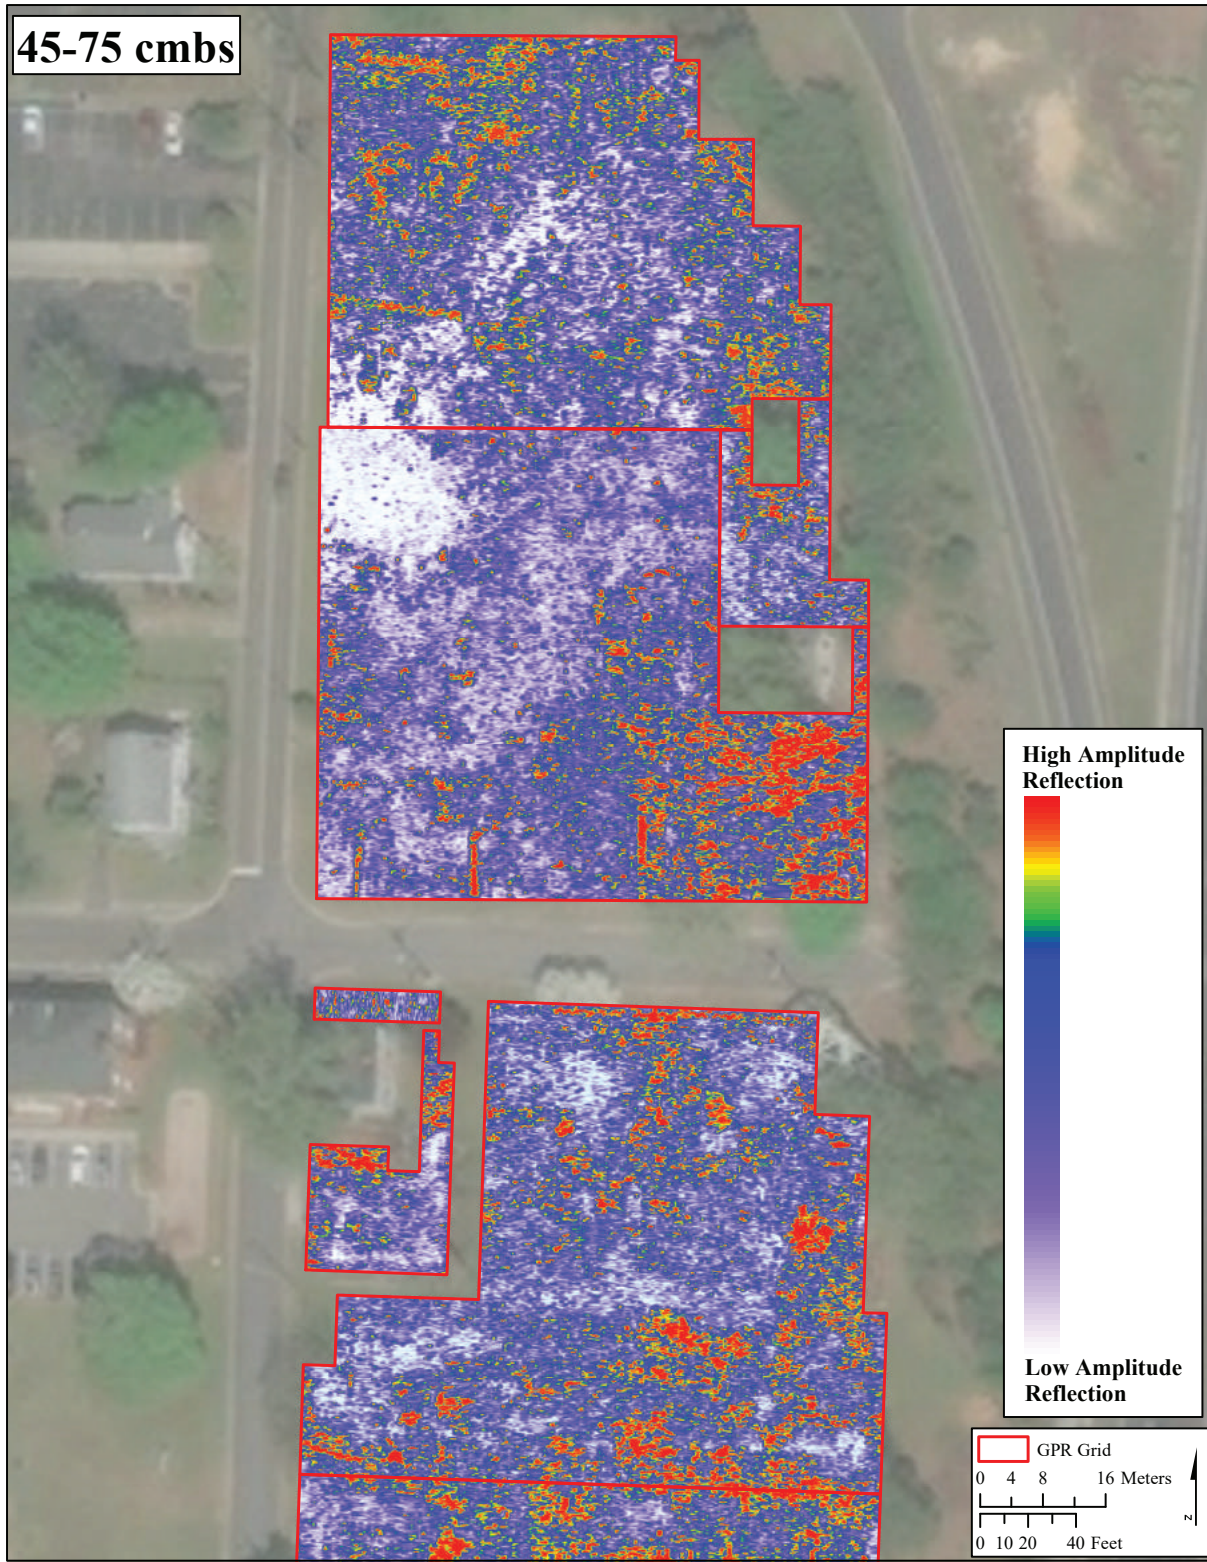 45-75 cmbs
High Amplitude
Reflection
Low Amplitude
Reflection
GPR Grid
0 4 8 16 Meters
N
0 10 20 40 Feet